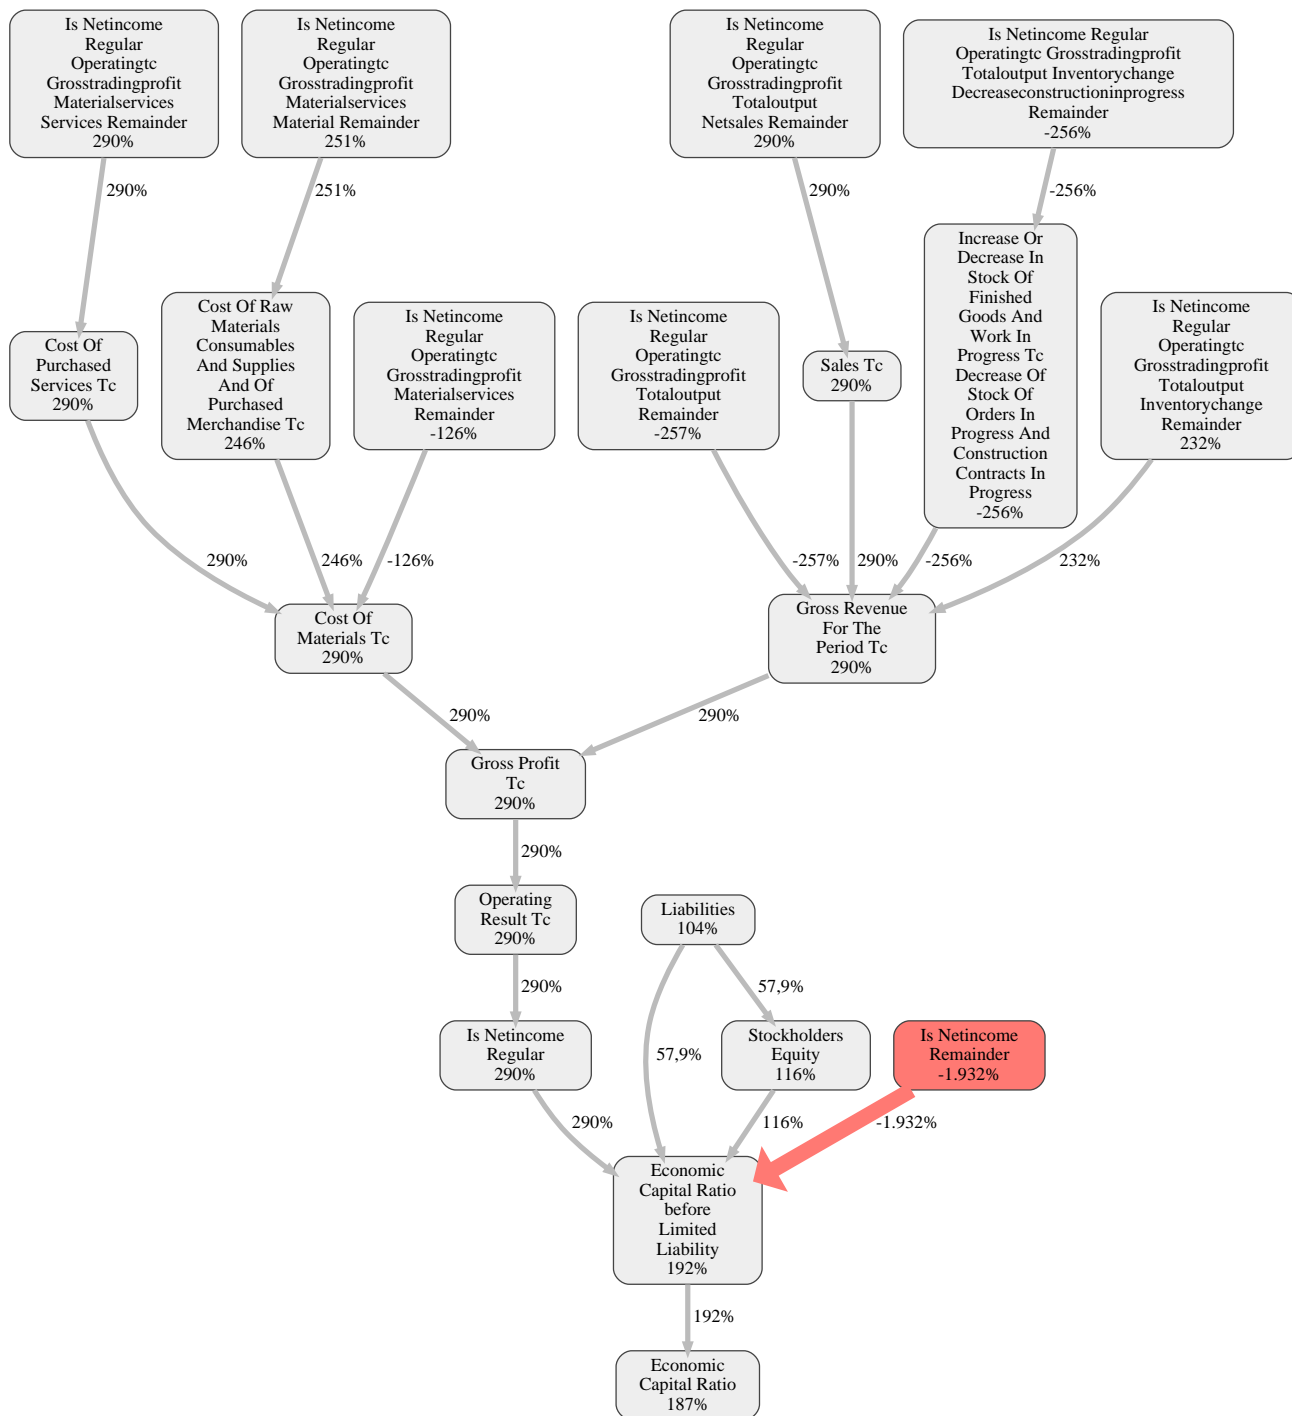 Is Netincome
Regular
Operatingtc
Grosstradingprofit
Materialservices
Services Remainder
290%
Is Netincome
Regular
Operatingtc
Grosstradingprofit
Materialservices
Material Remainder
251%
Is Netincome
Regular
Operatingtc
Grosstradingprofit
Totaloutput
Netsales Remainder
290%
Is Netincome Regular
Operatingtc Grosstradingprofit
Totaloutput Inventorychange
Decreaseconstructioninprogress
Remainder
-256%
290%
251%
290%
-256%
Cost Of
Purchased
Services Tc
290%
Cost Of Raw
Materials
Consumables
And Supplies
And Of
Purchased
Merchandise Tc
246%
Is Netincome
Regular
Operatingtc
Grosstradingprofit
Materialservices
Remainder
-126%
Is Netincome
Regular
Operatingtc
Grosstradingprofit
Totaloutput
Remainder
-257%
Sales Tc
290%
Increase Or
Decrease In
Stock Of
Finished
Goods And
Work In
Progress Tc
Decrease Of
Stock Of
Orders In
Progress And
Construction
Contracts In
Progress
-256%
Is Netincome
Regular
Operatingtc
Grosstradingprofit
Totaloutput
Inventorychange
Remainder
232%
290%
246%
-126%
-257%
290%
-256%
232%
Cost Of
Materials Tc
290%
Gross Revenue
For The
Period Tc
290%
290%
290%
Gross Profit
Tc
290%
290%
Operating
Result Tc
290%
Liabilities
104%
290%
57,9%
Is Netincome
Regular
290%
57,9%
Stockholders
Equity
116%
Is Netincome
Remainder
-1.932%
290%
116%
-1.932%
Economic
Capital Ratio
before
Limited
Liability
192%
192%
Economic
Capital Ratio
187%